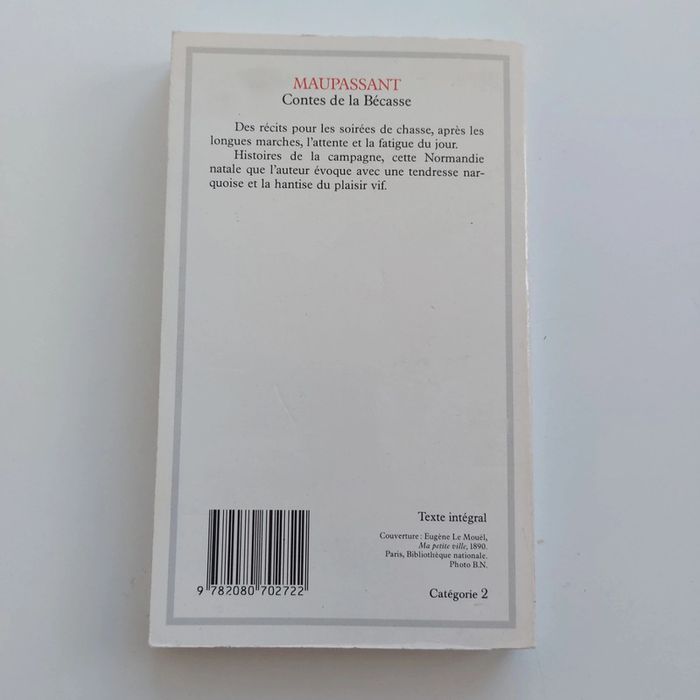 MAUPASSANT
Contes de la Bécasse
Des récits pour les soirées de chasse, après les
longues marches, l'attente et la fatigue du jour.
Histoires de la campagne, cette Normandie
natale que l'auteur évoque avec une tendresse nar-
quoise et la hantise du plaisir vif.
Texte intégral
Couverture : Eugène Le Mouël,
Ma petite ville, 1890.
Paris, Bibliothèque nationale.
Photo B.N.
9 782080 702722
Catégorie 2